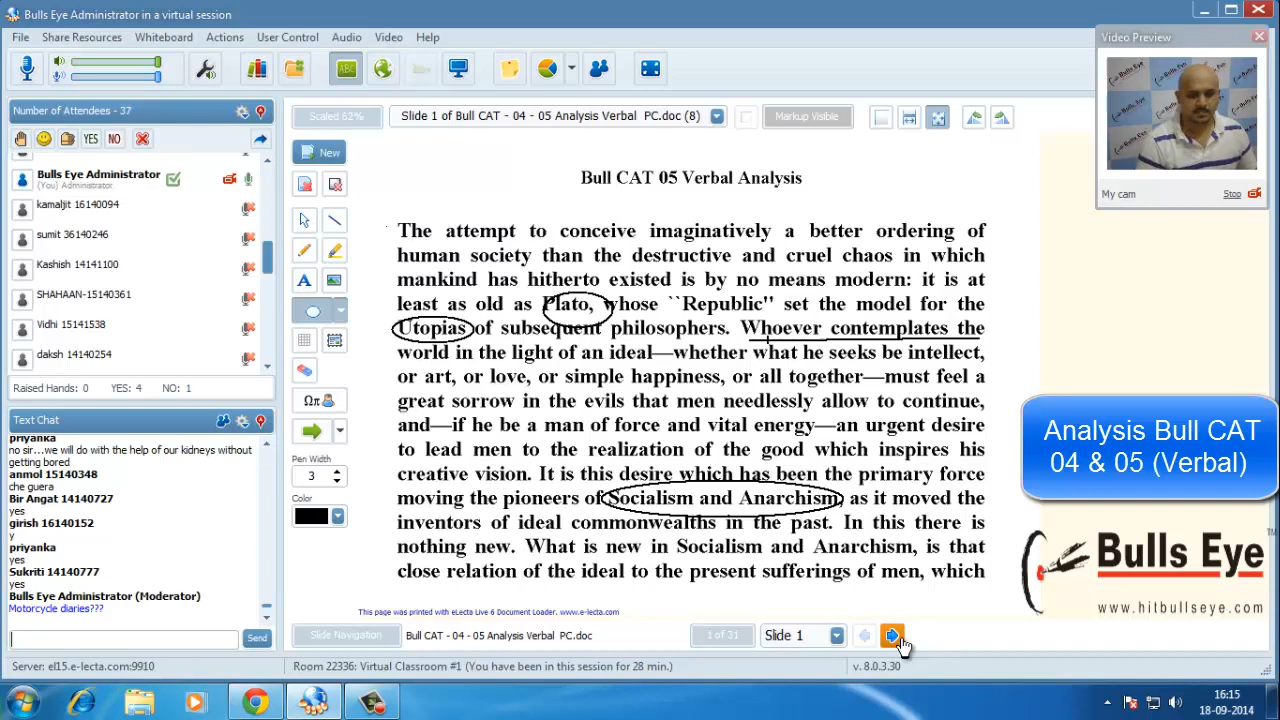 Bulls Eye Administrator in a virtual session
File Share Resources Whiteboard Actions User Control Audio Video Help
Video Preview
My cam Stop
Number of Attendees - 37
YES NO
Bulls Eye Administrator
(You) Administrator
kamaljit 16140094
sumit 36140246
Kashish 14141100
SHAHAAN-15140361
Vidhi 15141538
daksh 14140254
Raised Hands: 0 YES: 4 NO: 1
Text Chat
priyanka
no sir...we will do with the help of our kidneys without
getting bored
anmol 15140348
che guera
Bir Angat 14140727
yes
girish 16140152
y
priyanka
yes
Sukriti 14140777
yes
Bulls Eye Administrator (Moderator)
Motorcycle diaries???
Send
Scaled 62%
Slide 1 of Bull CAT - 04 - 05 Analysis Verbal PC.doc (8)
Markup Visible
New
ABC
A
Ωπ
Pen Width
3
Color
Bull CAT 05 Verbal Analysis
The attempt to conceive imaginatively a better ordering of
human society than the destructive and cruel chaos in which
mankind has hitherto existed is by no means modern: it is at
least as old as Plato, whose ``Republic'' set the model for the
Utopias of subsequent philosophers. Whoever contemplates the
world in the light of an ideal—whether what he seeks be intellect,
or art, or love, or simple happiness, or all together—must feel a
great sorrow in the evils that men needlessly allow to continue,
and—if he be a man of force and vital energy—an urgent desire
to lead men to the realization of the good which inspires his
creative vision. It is this desire which has been the primary force
moving the pioneers of Socialism and Anarchism, as it moved the
inventors of ideal commonwealths in the past. In this there is
nothing new. What is new in Socialism and Anarchism, is that
close relation of the ideal to the present sufferings of men, which
This page was printed with eLecta Live 6 Document Loader. www.e-lecta.com
Slide Navigation Bull CAT - 04 - 05 Analysis Verbal PC.doc 1 of 31 Slide 1
Analysis Bull CAT
04 & 05 (Verbal)
Bulls Eye TM
www.hitbullseye.com
Server: el15.e-lecta.com:9910 Room 22336: Virtual Classroom #1 (You have been in this session for 28 min.) v. 8.0.3.30
16:15
18-09-2014